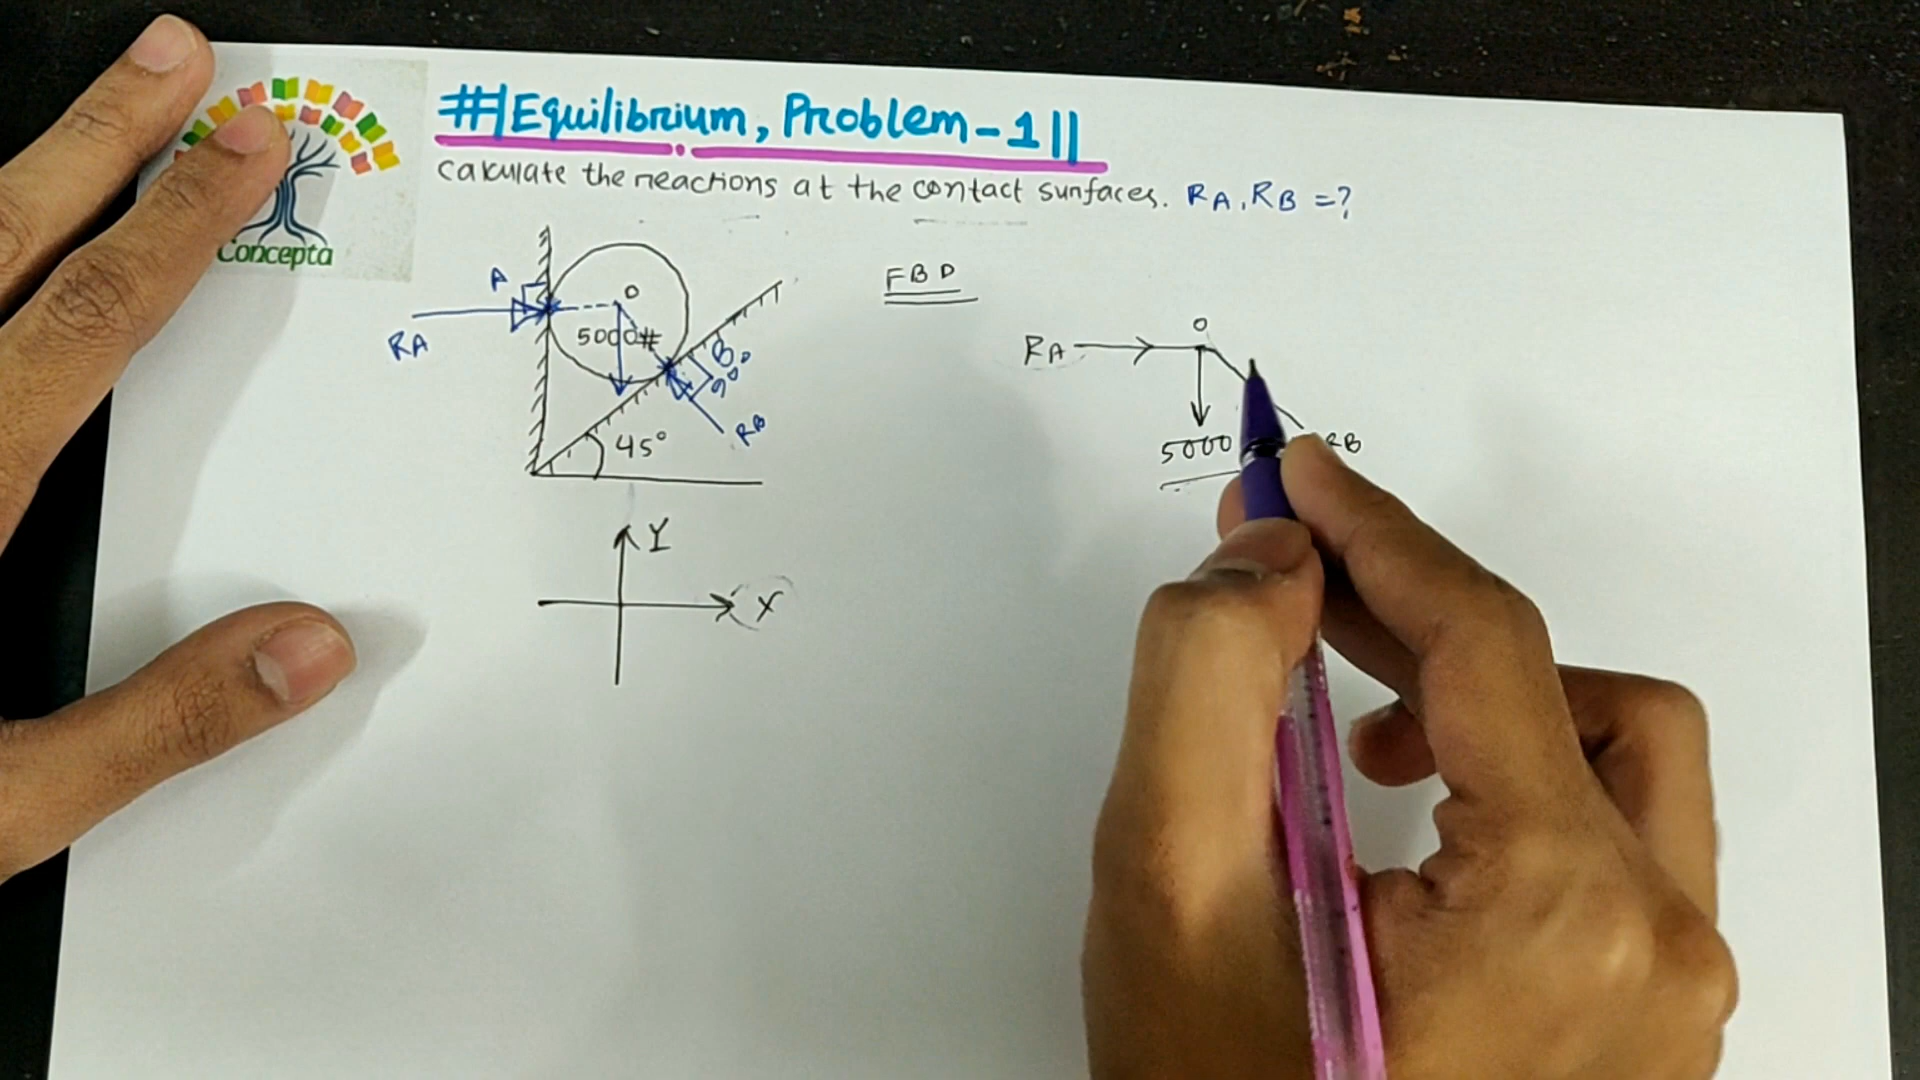 #||Equilibrium, Problem-1||
Calculate the reactions at the contact surfaces. RA, RB =?
Concepta
FBD
A
O
RA
5000#
B
90°
RB
45°
O
RA
5000
RB
Y
X